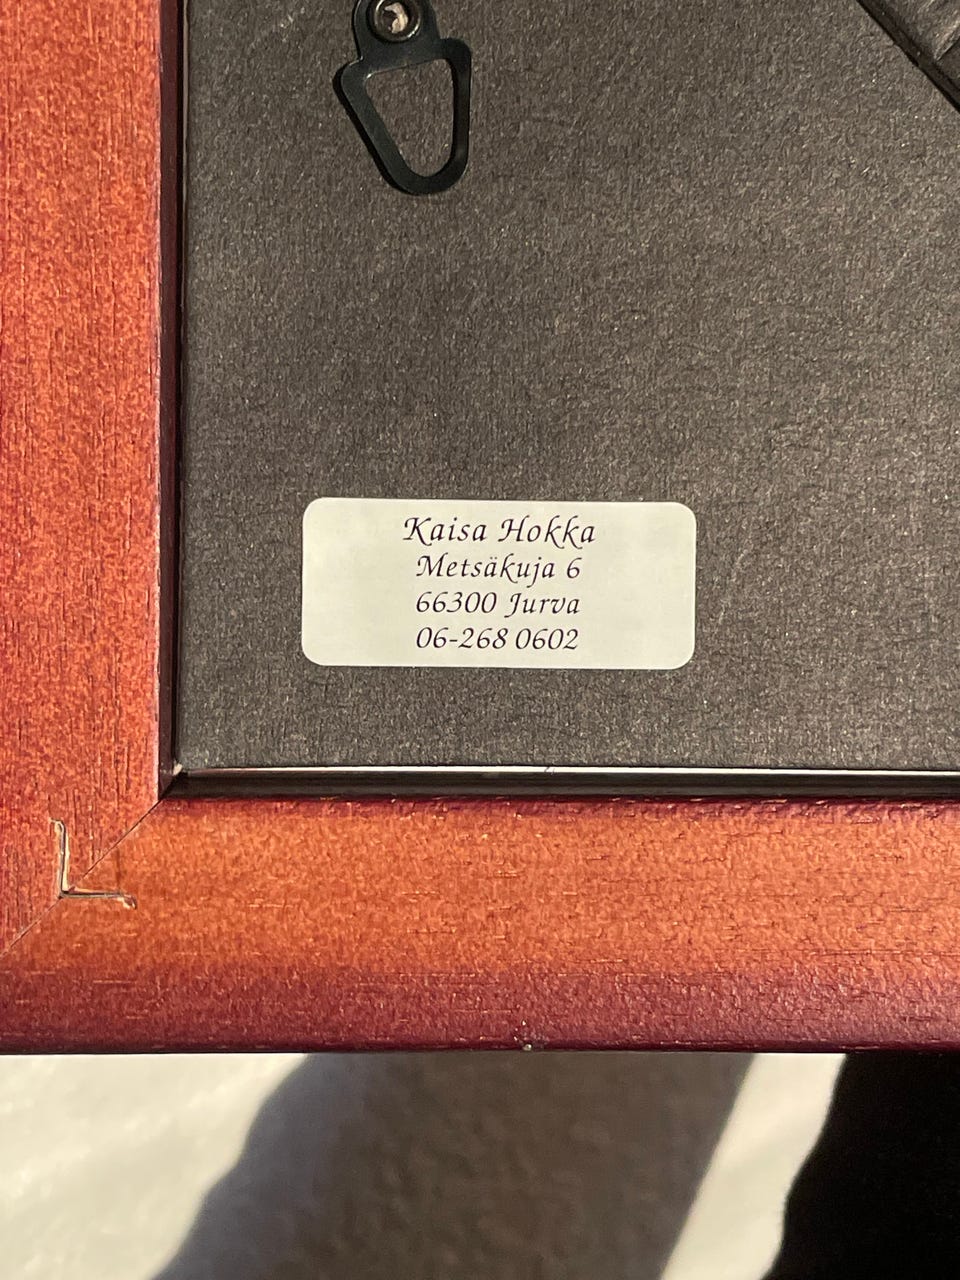 Kaisa Hokka
Metsäkuja 6
66300 Jurva
06-268 0602